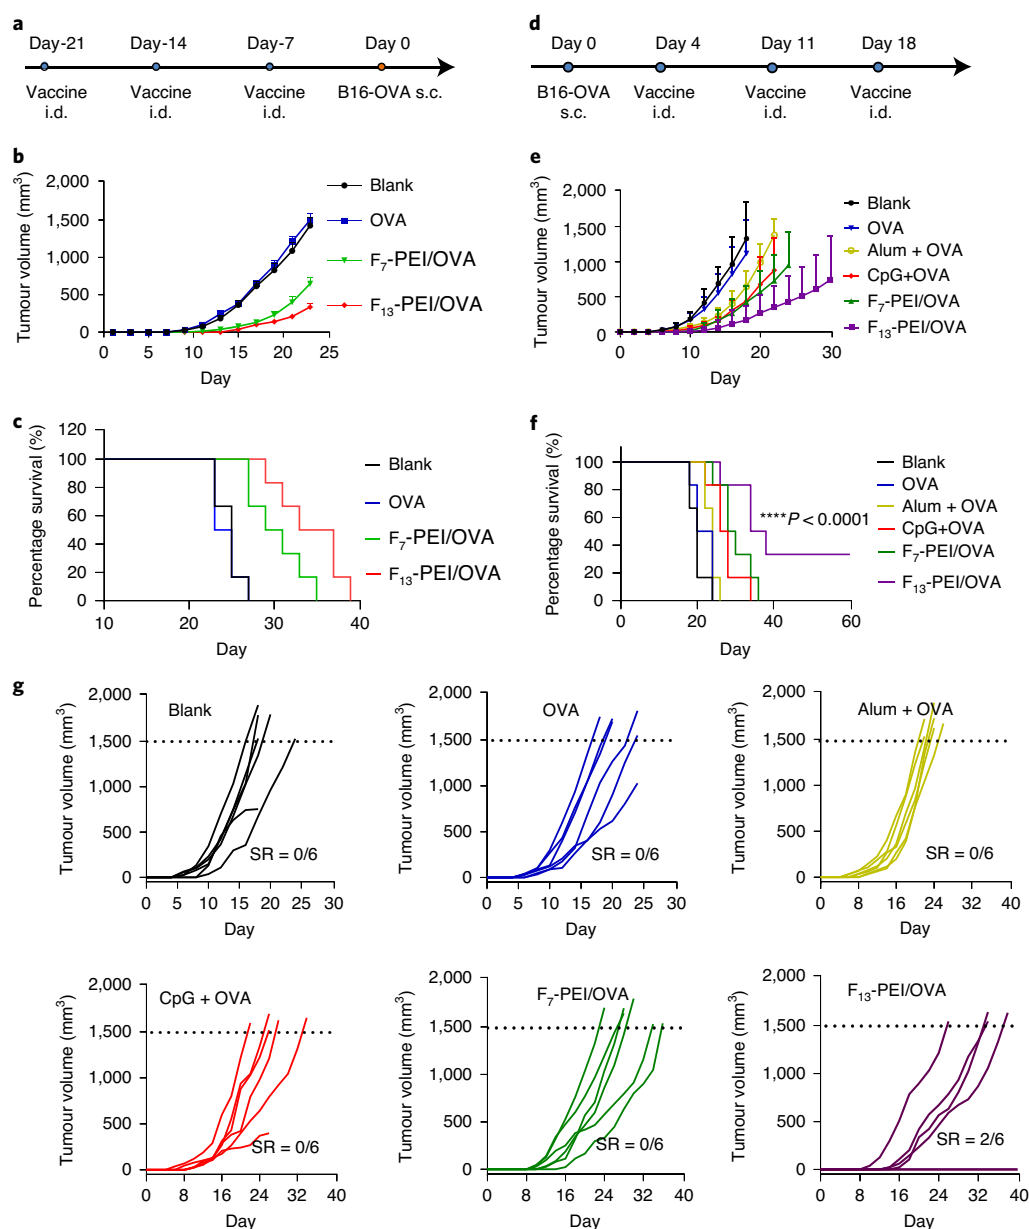 a
Day-21 Day-14 Day-7 Day 0
Vaccine Vaccine Vaccine B16-OVA s.c.
i.d. i.d. i.d.
d
Day 0 Day 4 Day 11 Day 18
B16-OVA Vaccine Vaccine Vaccine
s.c. i.d. i.d. i.d.
b
Tumour volume (mm³)
2,000
1,500
1,000
500
0
0 5 10 15 20 25
Day
Blank
OVA
F₇-PEI/OVA
F₁₃-PEI/OVA
e
Tumour volume (mm³)
2,000
1,500
1,000
500
0
0 10 20 30
Day
Blank
OVA
Alum + OVA
CpG+OVA
F₇-PEI/OVA
F₁₃-PEI/OVA
c
Percentage survival (%)
120
100
80
60
40
20
0
10 20 30 40
Day
Blank
OVA
F₇-PEI/OVA
F₁₃-PEI/OVA
f
Percentage survival (%)
100
80
60
40
20
0
0 20 40 60
Day
****P < 0.0001
Blank
OVA
Alum + OVA
CpG+OVA
F₇-PEI/OVA
F₁₃-PEI/OVA
g
Tumour volume (mm³)
2,000
1,500
1,000
500
0
Blank
SR = 0/6
0 5 10 15 20 25 30
Day
Tumour volume (mm³)
2,000
1,500
1,000
500
0
OVA
SR = 0/6
0 5 10 15 20 25 30
Day
Tumour volume (mm³)
2,000
1,500
1,000
500
0
Alum + OVA
SR = 0/6
0 8 16 24 32 40
Day
Tumour volume (mm³)
2,000
1,500
1,000
500
0
CpG + OVA
SR = 0/6
0 8 16 24 32 40
Day
Tumour volume (mm³)
2,000
1,500
1,000
500
0
F₇-PEI/OVA
SR = 0/6
0 8 16 24 32 40
Day
Tumour volume (mm³)
2,000
1,500
1,000
500
0
F₁₃-PEI/OVA
SR = 2/6
0 8 16 24 32 40
Day